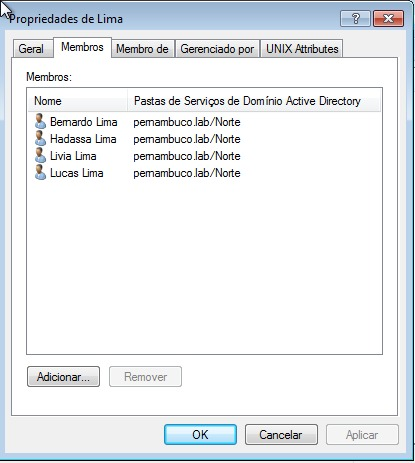 Propriedades de Lima
Geral Membros Membro de Gerenciado por UNIX Attributes
Membros:
Nome Pastas de Serviços de Domínio Active Directory
Bernardo Lima pernambuco.lab/Norte
Hadassa Lima pernambuco.lab/Norte
Livia Lima pernambuco.lab/Norte
Lucas Lima pernambuco.lab/Norte
Adicionar... Remover
OK Cancelar Aplicar